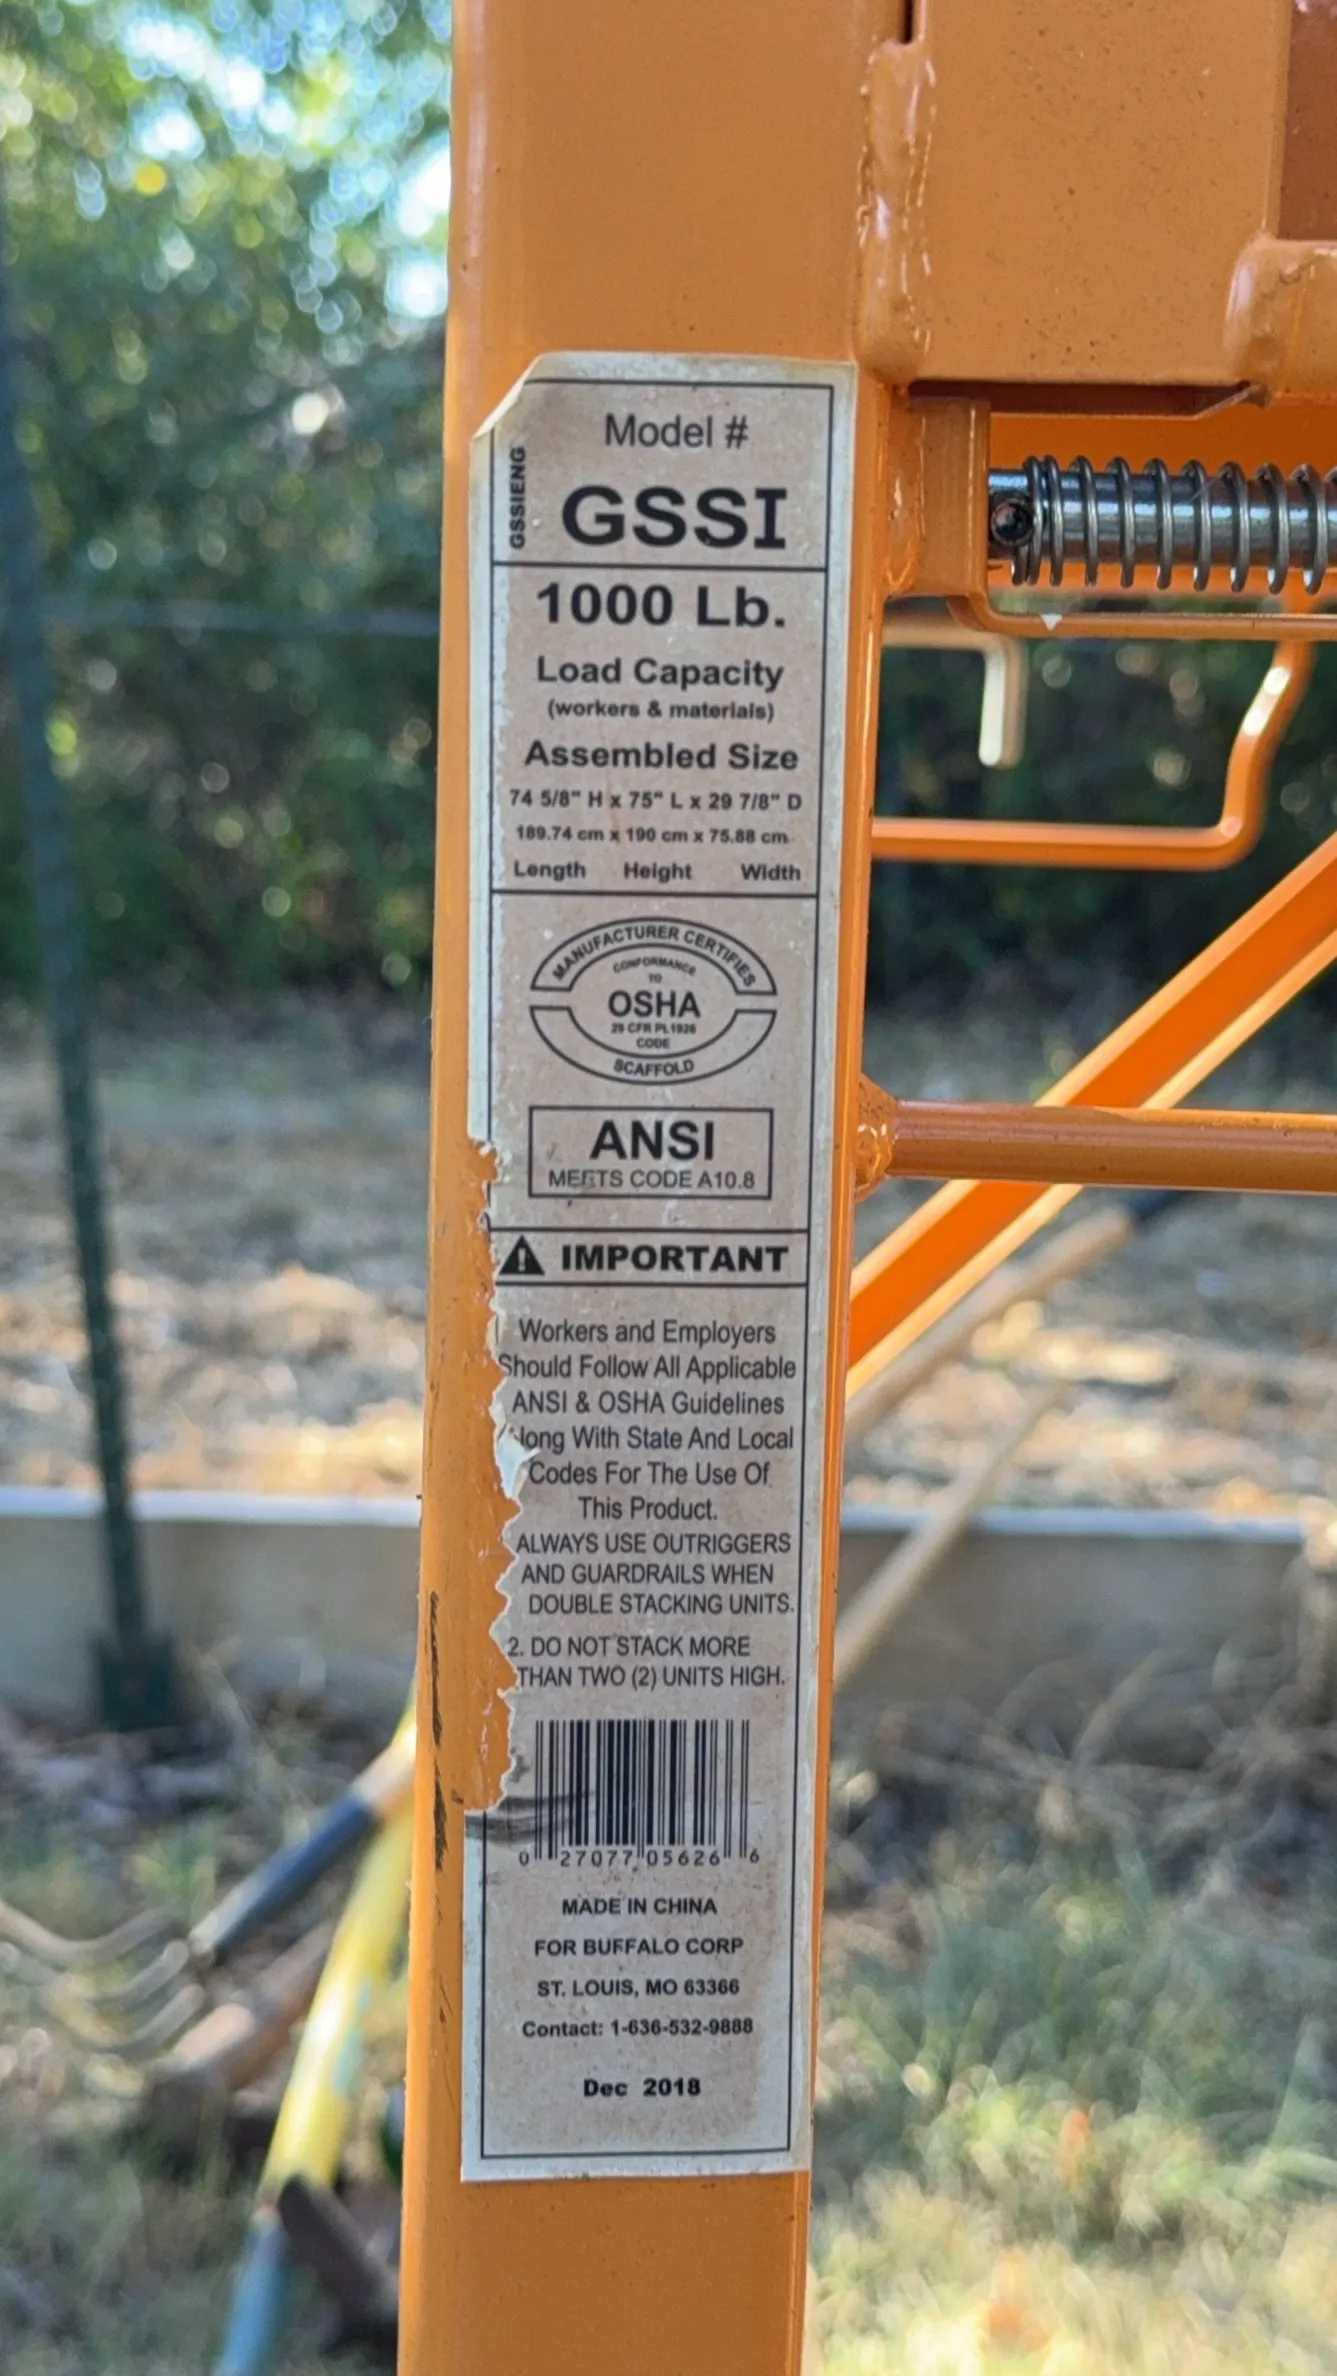 Model #
GSSIENG
GSSI
1000 Lb.
Load Capacity
(workers & materials)
Assembled Size
74 5/8" H x 75" L x 29 7/8" D
189.74 cm x 190 cm x 75.88 cm
Length Height Width
MANUFACTURER CERTIFIES
CONFORMANCE
TO
OSHA
29 CFR PL1926
CODE
SCAFFOLD
ANSI
MEETS CODE A10.8
IMPORTANT
Workers and Employers
Should Follow All Applicable
ANSI & OSHA Guidelines
long With State And Local
Codes For The Use Of
This Product.
ALWAYS USE OUTRIGGERS
AND GUARDRAILS WHEN
DOUBLE STACKING UNITS.
2. DO NOT STACK MORE
THAN TWO (2) UNITS HIGH.
0 27077 05626 6
MADE IN CHINA
FOR BUFFALO CORP
ST. LOUIS, MO 63366
Contact: 1-636-532-9888
Dec 2018